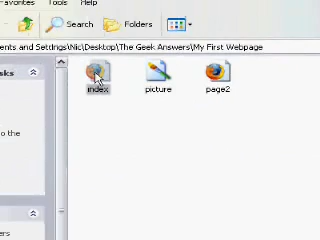 Favorites Tools Help
Search Folders
ents and Settings\Nic\Desktop\The Geek Answers\My First Webpage
sks
index picture page2
o the
ers